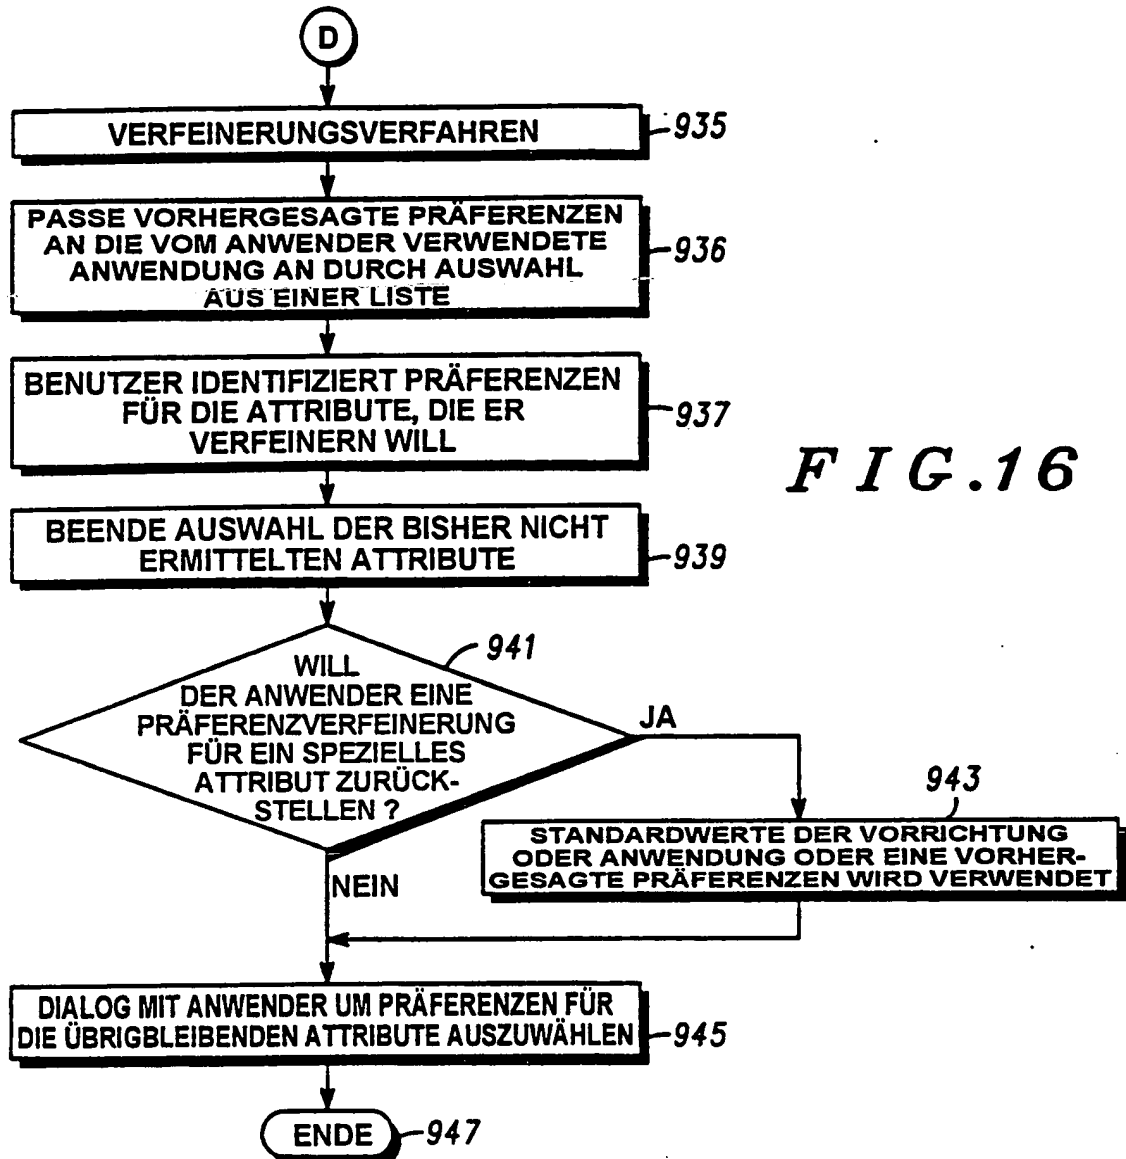 D
VERFEINERUNGSVERFAHREN
935
PASSE VORHERGESAGTE PRÄFERENZEN
AN DIE VOM ANWENDER VERWENDETE
ANWENDUNG AN DURCH AUSWAHL
AUS EINER LISTE
936
BENUTZER IDENTIFIZIERT PRÄFERENZEN
FÜR DIE ATTRIBUTE, DIE ER
VERFEINERN WILL
937
FIG.16
BEENDE AUSWAHL DER BISHER NICHT
ERMITTELTEN ATTRIBUTE
939
941
WILL
DER ANWENDER EINE
PRÄFERENZVERFEINERUNG
FÜR EIN SPEZIELLES
ATTRIBUT ZURÜCK-
STELLEN ?
JA
943
STANDARDWERTE DER VORRICHTUNG
ODER ANWENDUNG ODER EINE VORHER-
GESAGTE PRÄFERENZEN WIRD VERWENDET
NEIN
DIALOG MIT ANWENDER UM PRÄFERENZEN FÜR
DIE ÜBRIGBLEIBENDEN ATTRIBUTE AUSZUWÄHLEN
945
ENDE
947